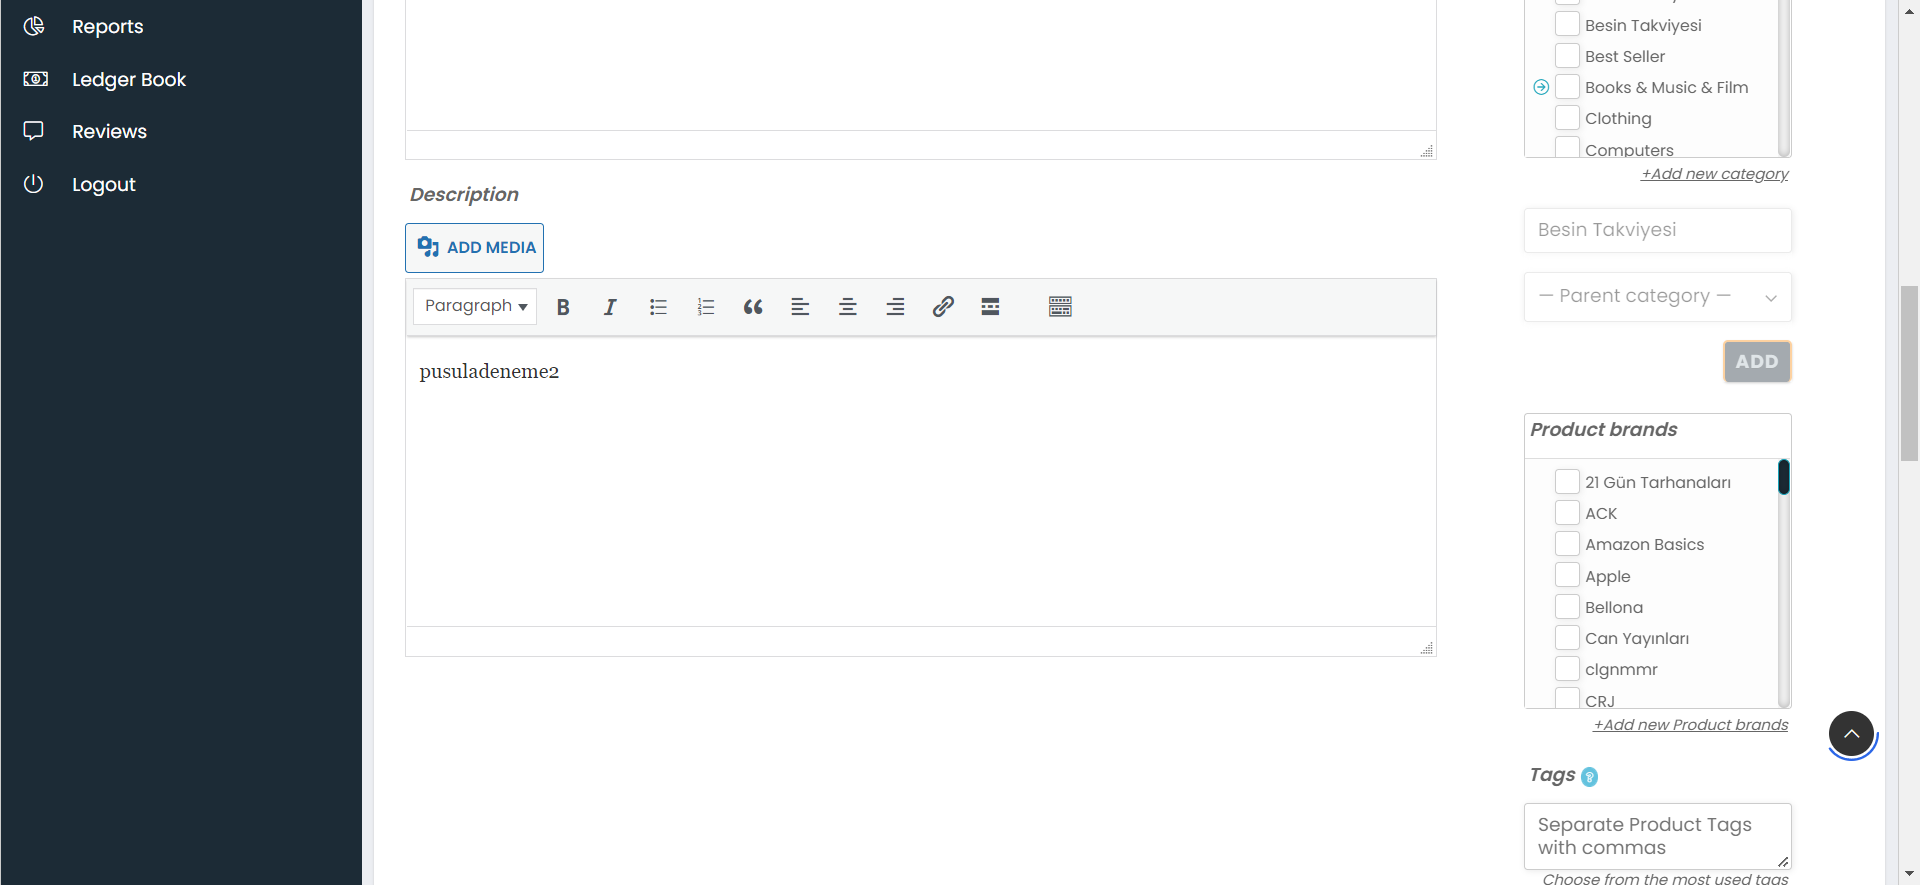 Reports
Ledger Book
Reviews
Logout
Description
ADD MEDIA
Paragraph
pusuladeneme2
Besin Takviyesi
Best Seller
Books & Music & Film
Clothing
Computers
+Add new category
Besin Takviyesi
— Parent category —
ADD
Product brands
21 Gün Tarhanaları
ACK
Amazon Basics
Apple
Bellona
Can Yayınları
clgnmmr
CRJ
+Add new Product brands
Tags ?
Separate Product Tags
with commas
Choose from the most used tags